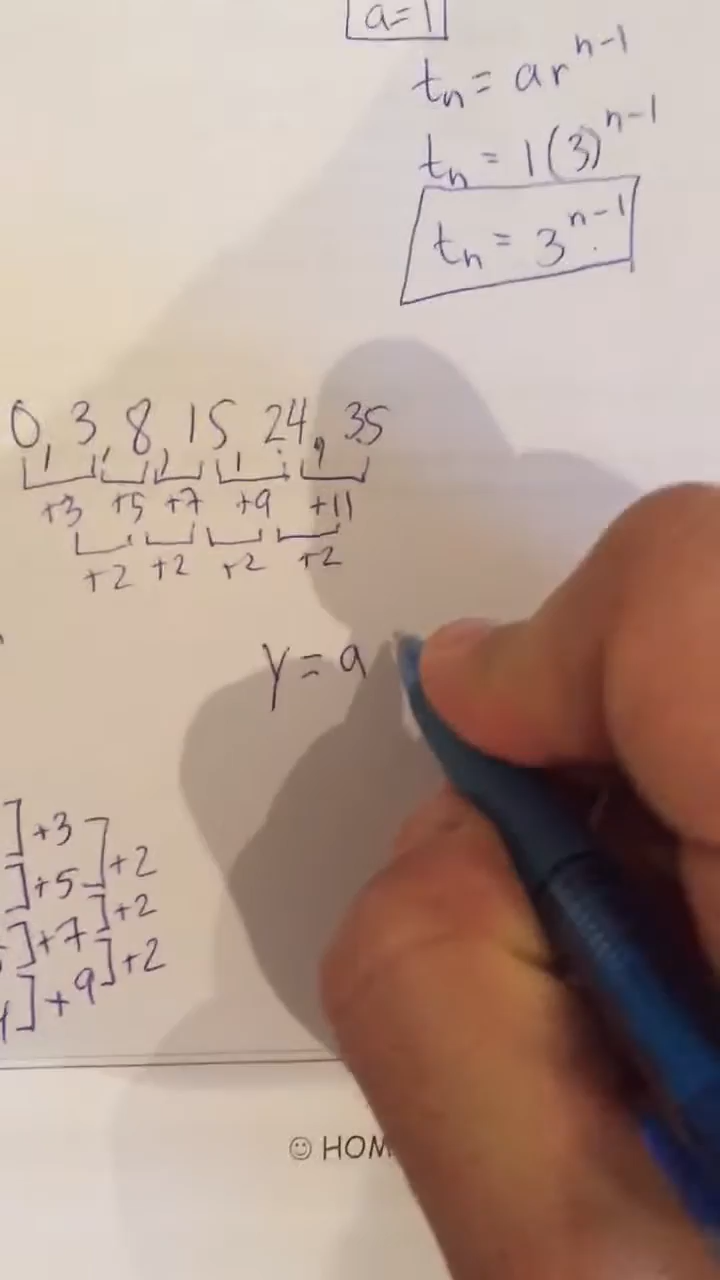 a=1
tn = ar^n-1
tn = 1(3)^n-1
tn = 3^n-1
0, 3, 8, 15, 24, 35
+3 +5 +7 +9 +11
+2 +2 +2 +2
y = a
] +3
] +5 ] +2
] +7 ] +2
] +9 ] +2
☺ HOM